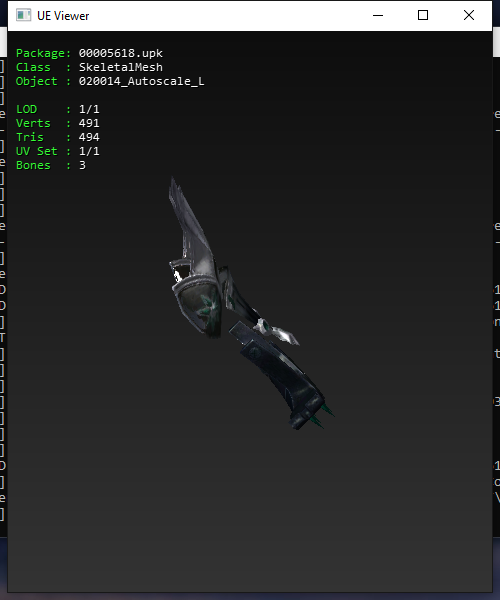 UE Viewer
Package: 00005618.upk
Class : SkeletalMesh
Object : 020014_Autoscale_L
LOD : 1/1
Verts : 491
Tris : 494
UV Set : 1/1
Bones : 3